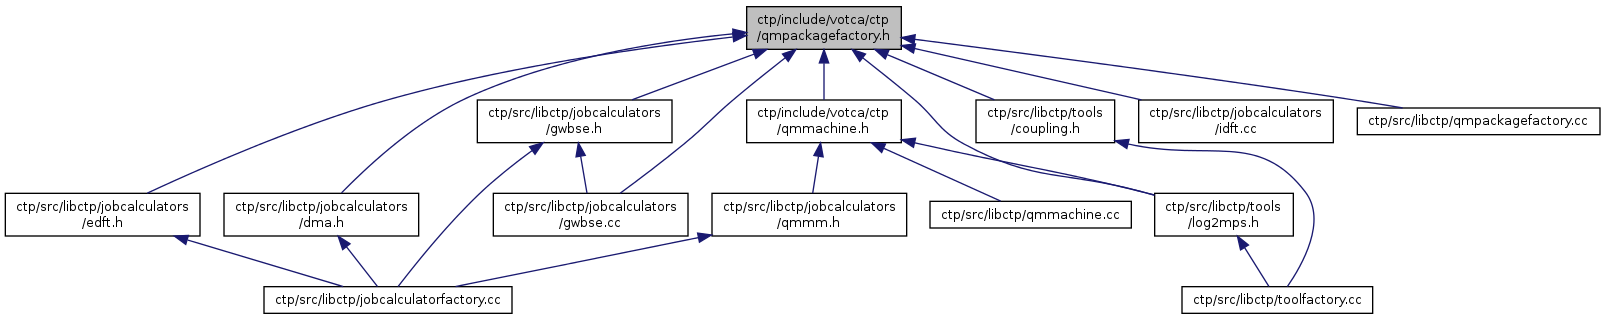 ctp/include/votca/ctp
/qmpackagefactory.h
ctp/src/libctp/jobcalculators
/gwbse.h
ctp/include/votca/ctp
/qmmachine.h
ctp/src/libctp/tools
/coupling.h
ctp/src/libctp/jobcalculators
/idft.cc
ctp/src/libctp/qmpackagefactory.cc
ctp/src/libctp/jobcalculators
/edft.h
ctp/src/libctp/jobcalculators
/dma.h
ctp/src/libctp/jobcalculators
/gwbse.cc
ctp/src/libctp/jobcalculators
/qmmm.h
ctp/src/libctp/qmmachine.cc
ctp/src/libctp/tools
/log2mps.h
ctp/src/libctp/jobcalculatorfactory.cc
ctp/src/libctp/toolfactory.cc